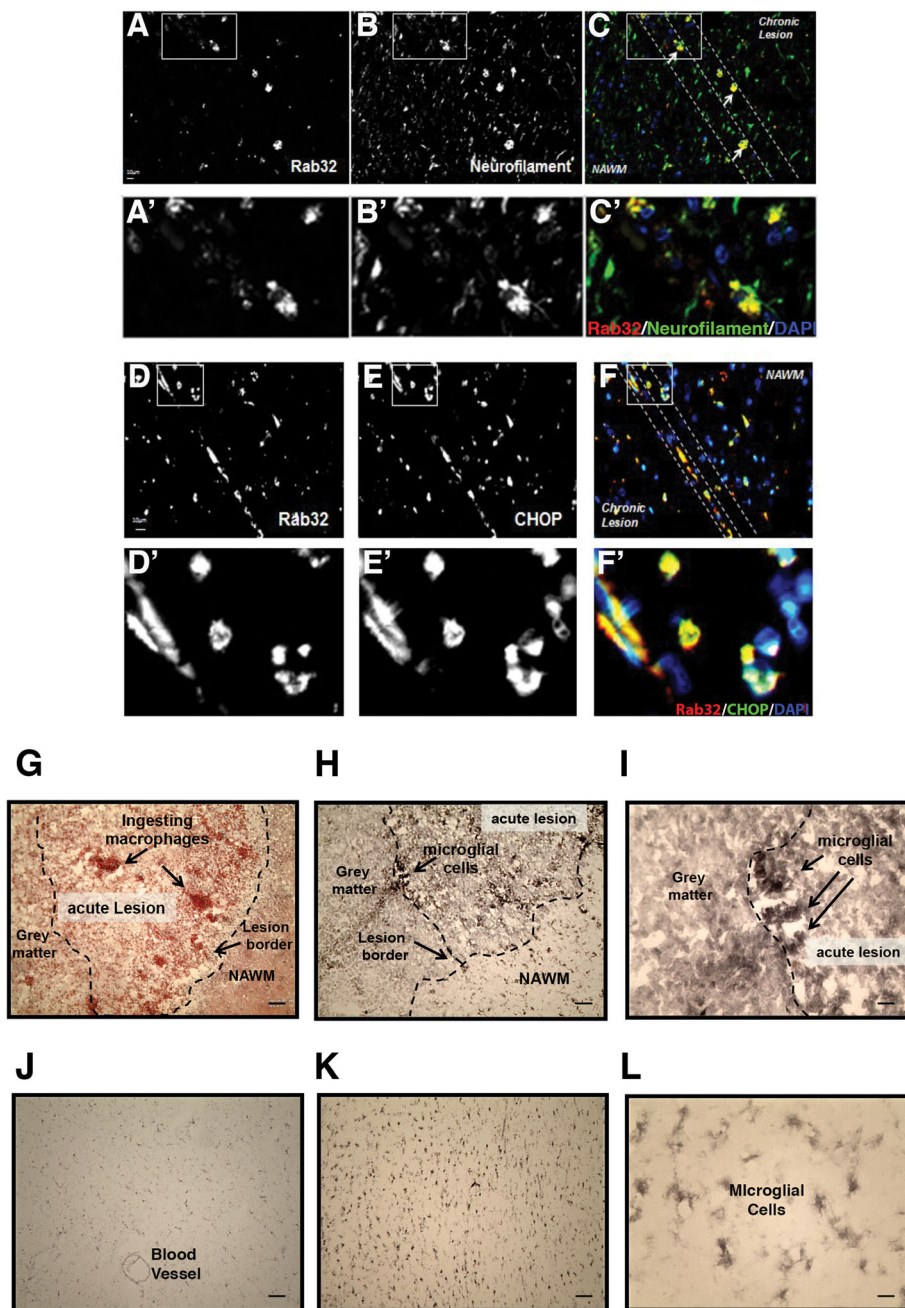 A
B
C
Chronic
Lesion
Rab32
10µm
Neurofilament
NAWM
A’
B’
C’
Rab32/Neurofilament/DAPI
D
E
F
NAWM
Rab32
10µm
CHOP
Chronic
Lesion
D’
E’
F’
Rab32/CHOP/DAPI
G
H
I
Ingesting
macrophages
acute Lesion
Grey
matter
Lesion
border
NAWM
acute lesion
microglial
cells
Grey
matter
Lesion
border
NAWM
Grey
matter
microglial
cells
acute lesion
J
K
L
Blood
Vessel
MIcroglial
Cells